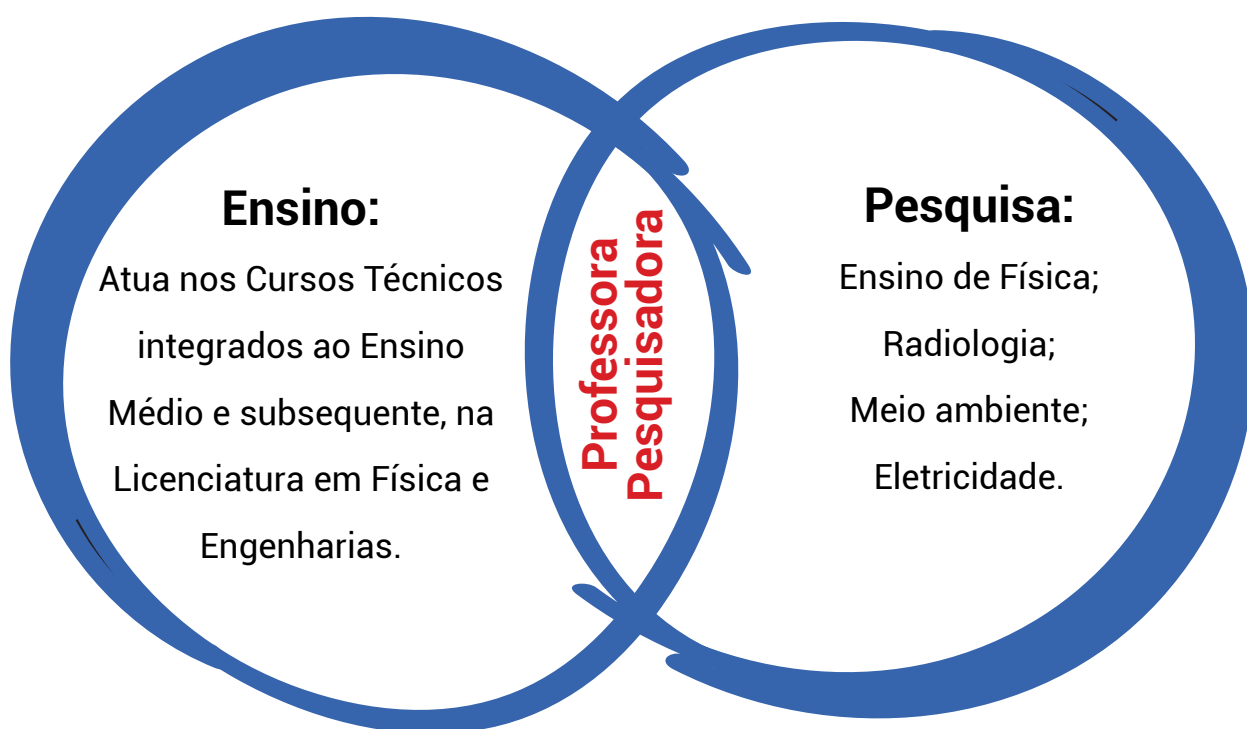 Ensino:
Atua nos Cursos Técnicos
integrados ao Ensino
Médio e subsequente, na
Licenciatura em Física e
Engenharias.
Professora
Pesquisadora
Pesquisa:
Ensino de Física;
Radiologia;
Meio ambiente;
Eletricidade.